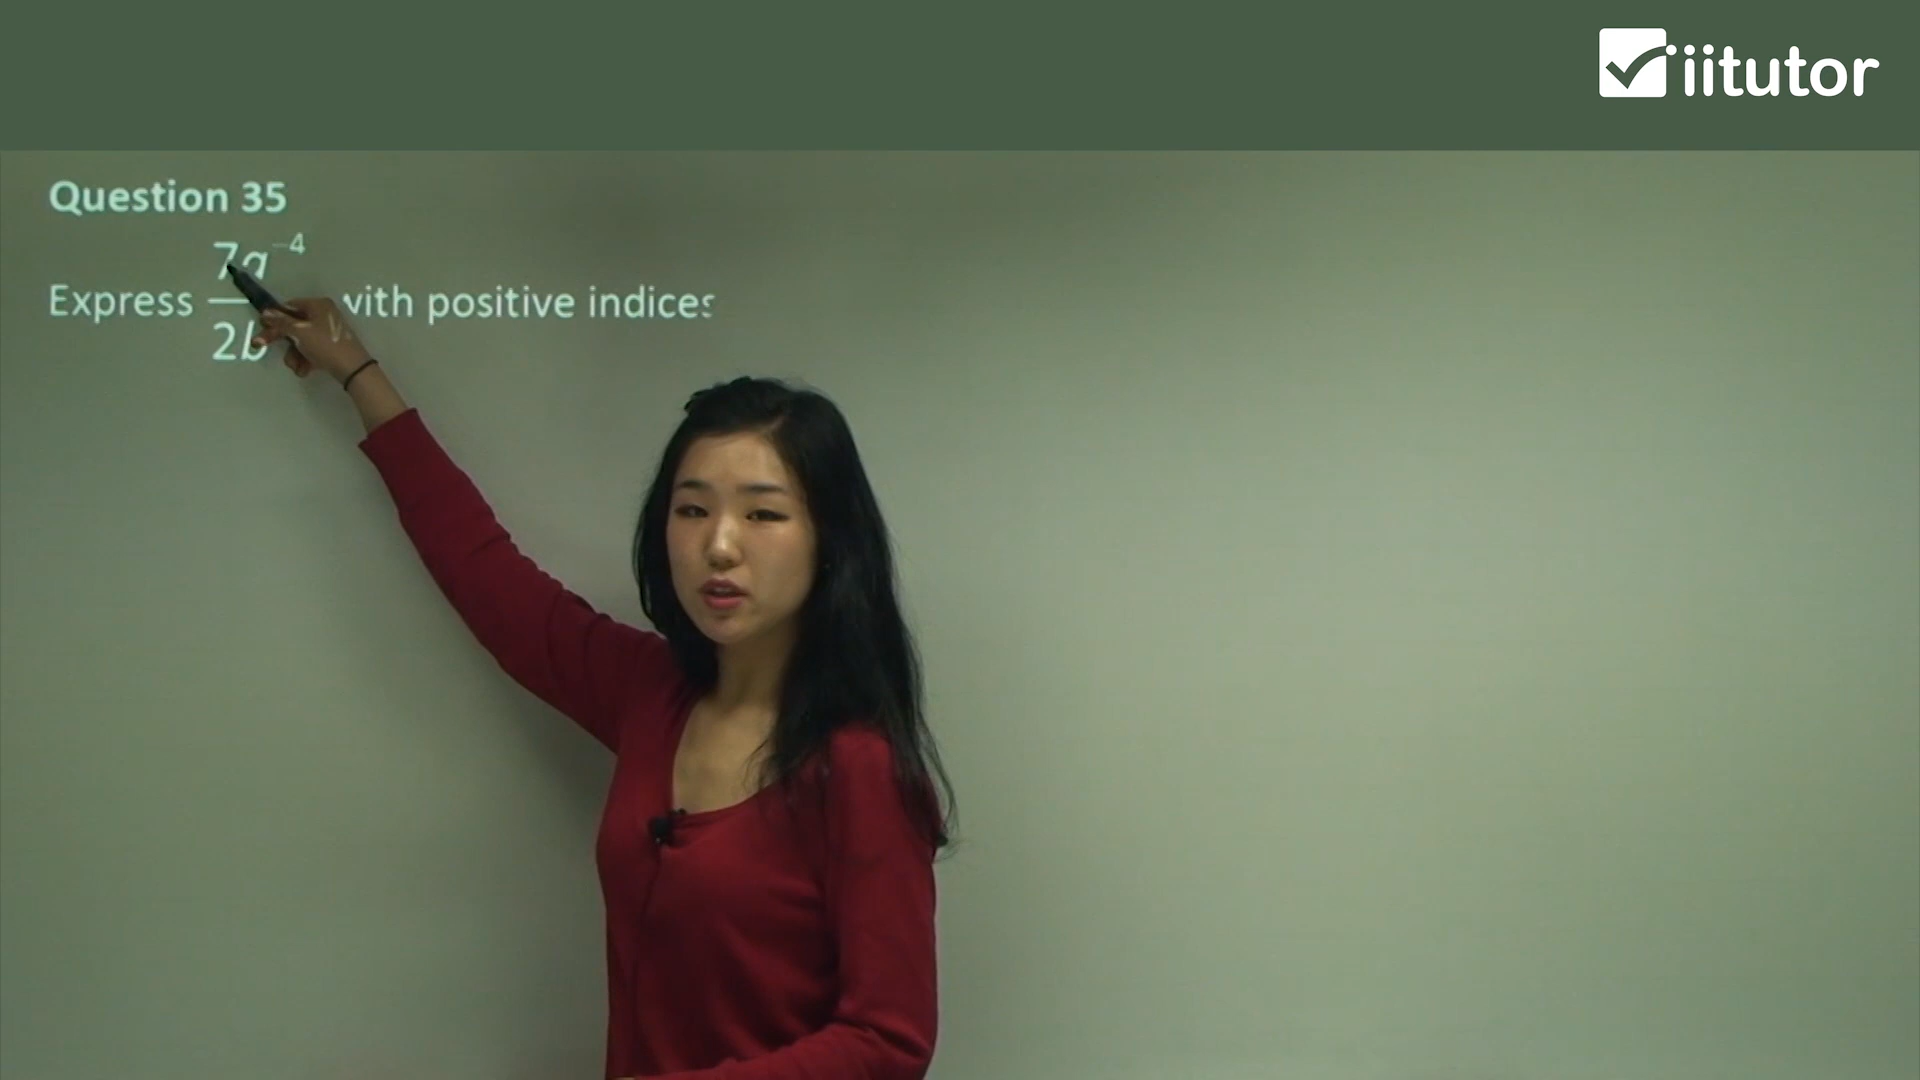 iitutor
Question 35
7a⁻⁴
Express with positive indices
2b